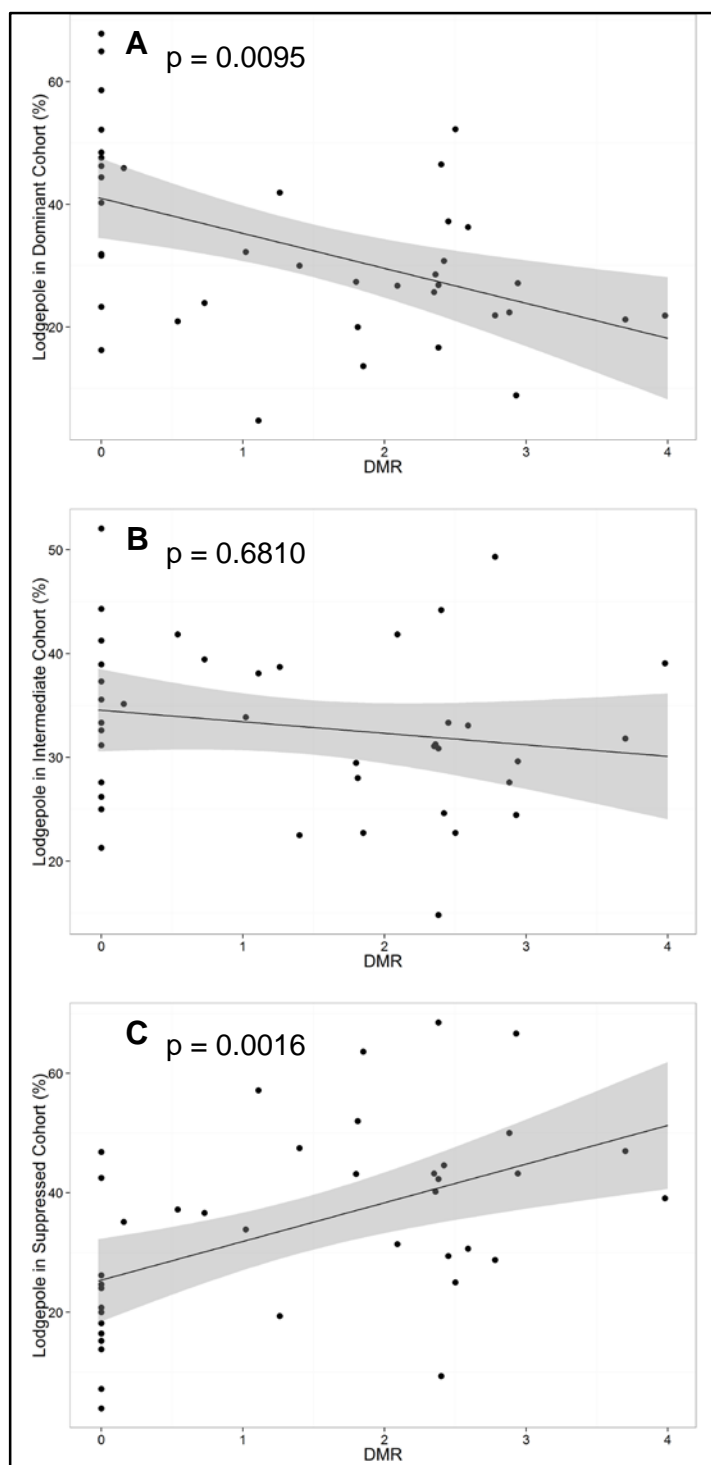 A p = 0.0095
Lodgepole in Dominant Cohort (%)
60
40
20
0 1 2 3 4
DMR
B p = 0.6810
Lodgepole in Intermediate Cohort (%)
50
40
30
20
0 1 2 3 4
DMR
C p = 0.0016
Lodgepole in Suppressed Cohort (%)
60
40
20
0 1 2 3 4
DMR